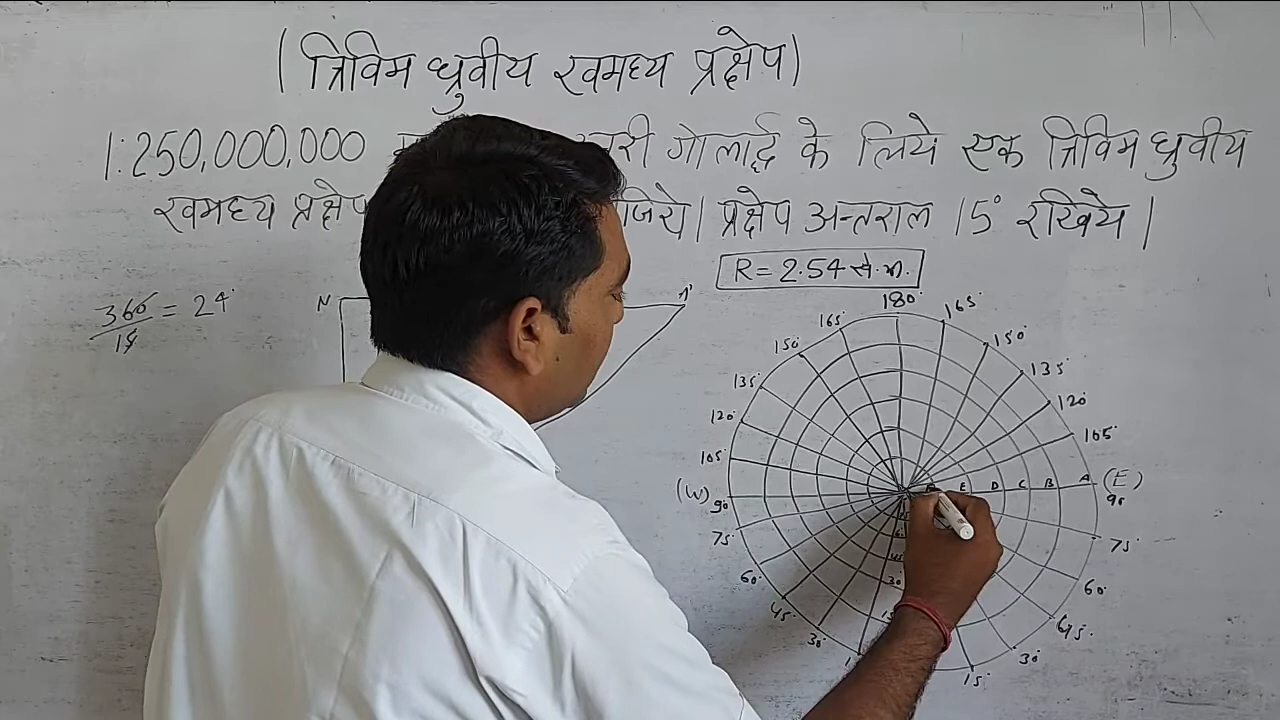 (त्रिविम ध्रुवीय खमध्य प्रक्षेप)
1:250,000,000 गोलार्द्ध के लिये एक त्रिविम ध्रुवीय
खमध्य प्रक्षेप प्रक्षेप अन्तराल 15° रखिये।
R = 2.54 से.मी.
360/15 = 24°
N A'
180°
165° 165°
150° 150°
135° 135°
120° 120°
105° 105°
(W) 90° E D C B A (E) 90
75° 75°
60° 60°
45° 45°
30° 30°
15°